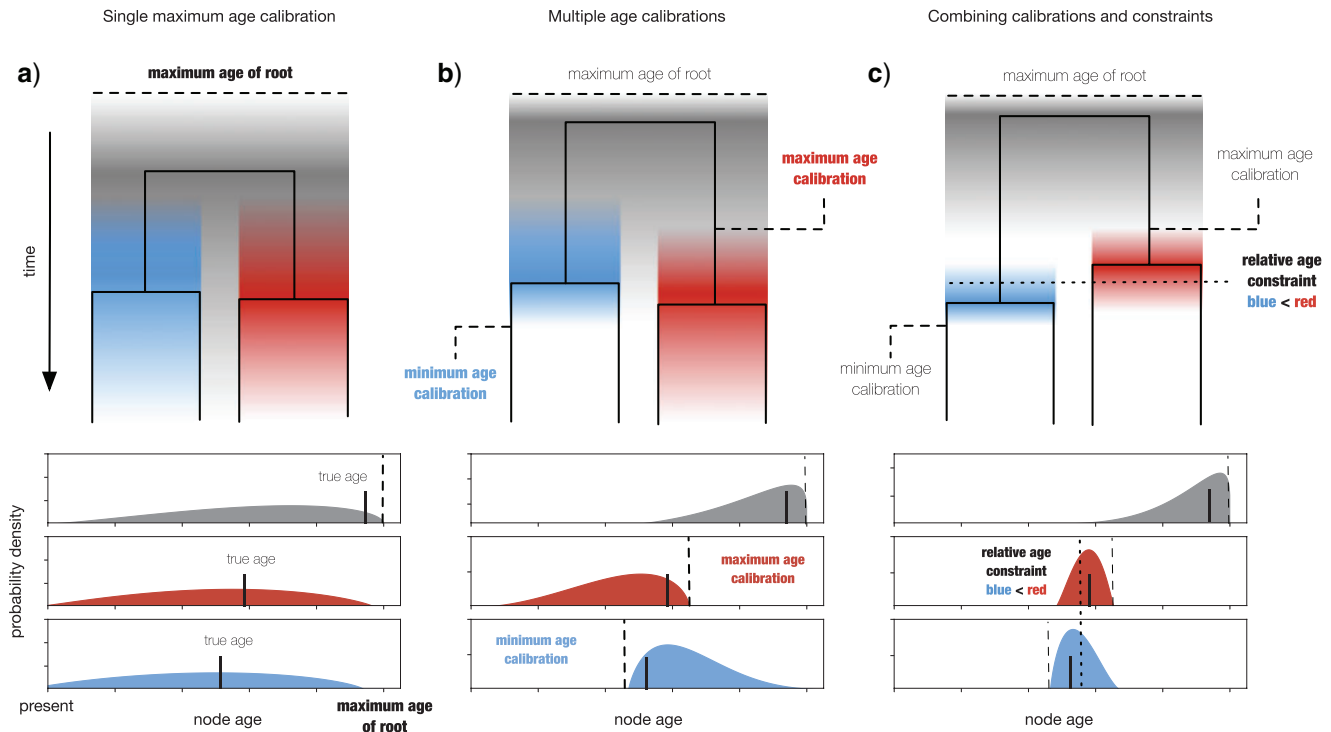 Single maximum age calibration
Multiple age calibrations
Combining calibrations and constraints
a)
maximum age of root
time
b)
maximum age of root
maximum age
calibration
minimum age
calibration
c)
maximum age of root
maximum age
calibration
relative age
constraint
blue < red
minimum age
calibration
probability density
true age
true age
true age
present
node age
maximum age
of root
maximum age
calibration
minimum age
calibration
node age
relative age
constraint
blue < red
node age